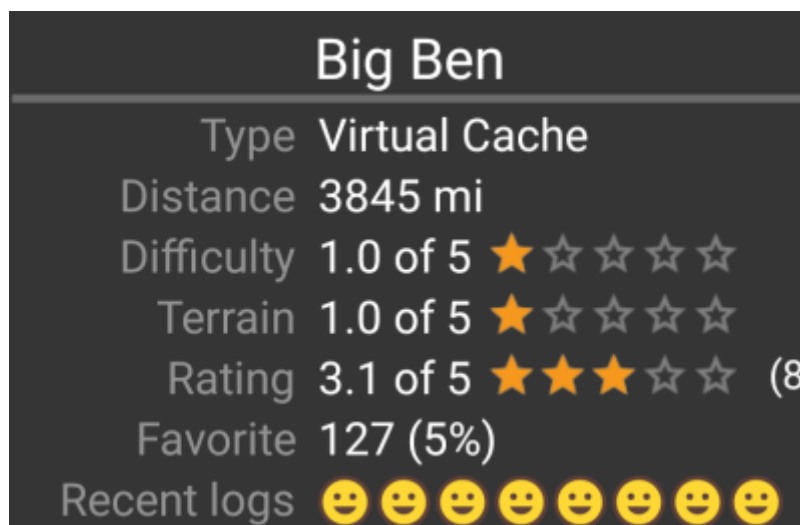 Big Ben
Type Virtual Cache
Distance 3845 mi
Difficulty 1.0 of 5
Terrain 1.0 of 5
Rating 3.1 of 5 (8
Favorite 127 (5%)
Recent logs